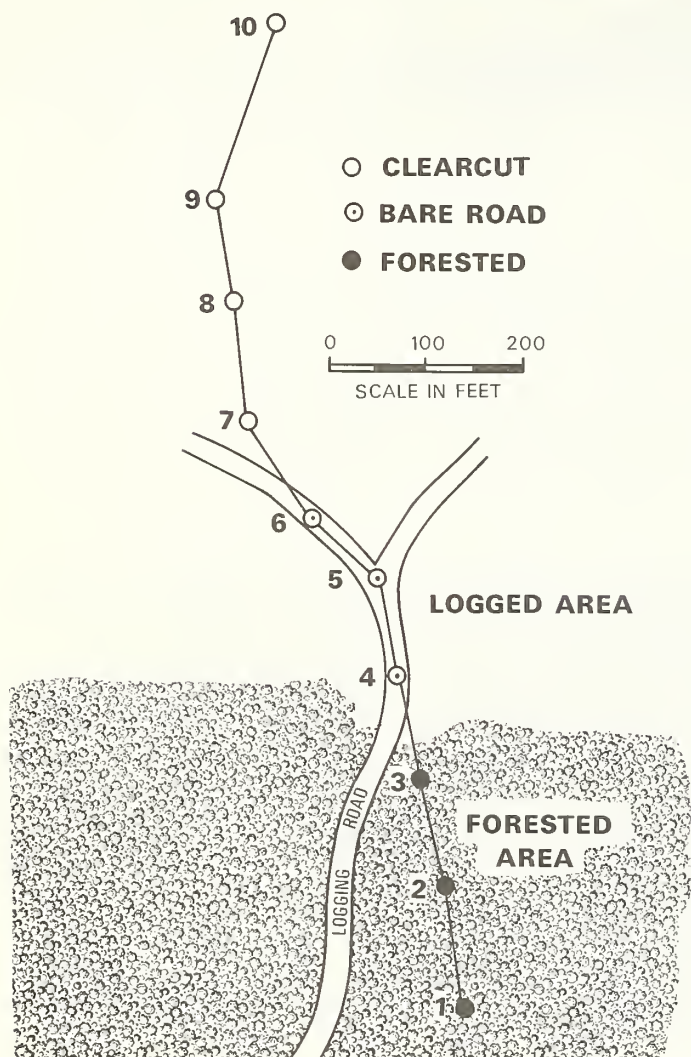 10
CLEARCUT
9
BARE ROAD
FORESTED
8
0 100 200
SCALE IN FEET
7
6
5
LOGGED AREA
4
3
FORESTED
AREA
2
LOGGING ROAD
1